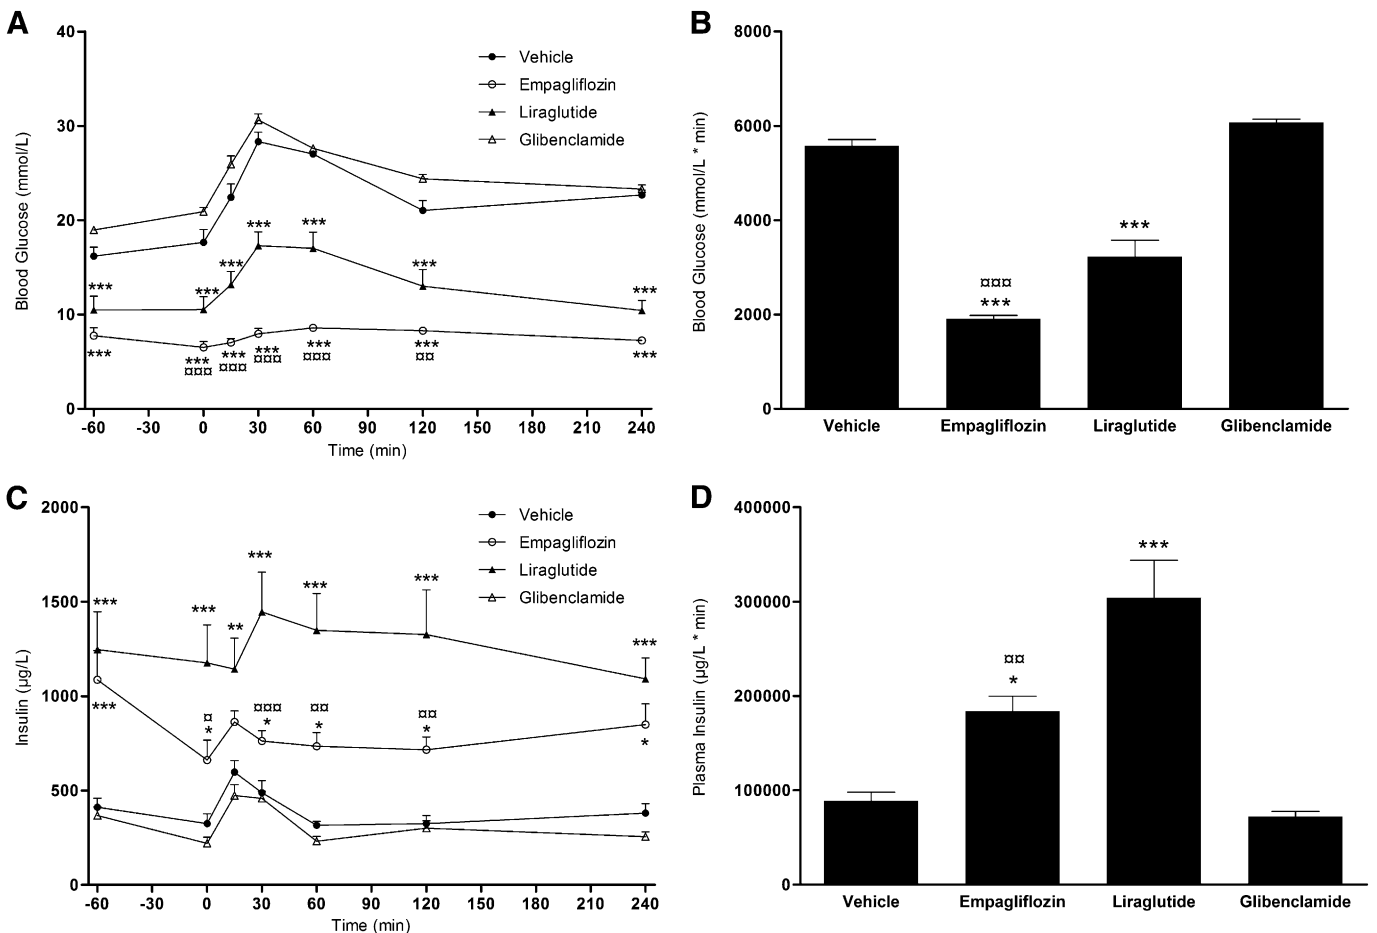 A
40
30
20
10
0
Blood Glucose (mmol/L)
Vehicle
Empagliflozin
Liraglutide
Glibenclamide
***
***
***
***
***
***
***
***
***
¤¤¤
***
¤¤¤
***
¤¤¤
***
¤¤¤
***
¤¤
***
-60 -30 0 30 60 90 120 150 180 210 240
Time (min)
B
8000
6000
4000
2000
0
Blood Glucose (mmol/L * min)
¤¤¤
***
***
Vehicle Empagliflozin Liraglutide Glibenclamide
C
2000
1500
1000
500
0
Insulin (µg/L)
Vehicle
Empagliflozin
Liraglutide
Glibenclamide
***
***
**
***
***
***
***
***
¤
*
¤¤¤
*
¤¤
*
¤¤
*
*
-60 -30 0 30 60 90 120 150 180 210 240
Time (min)
D
400000
300000
200000
100000
0
Plasma Insulin (µg/L * min)
¤¤
*
***
Vehicle Empagliflozin Liraglutide Glibenclamide